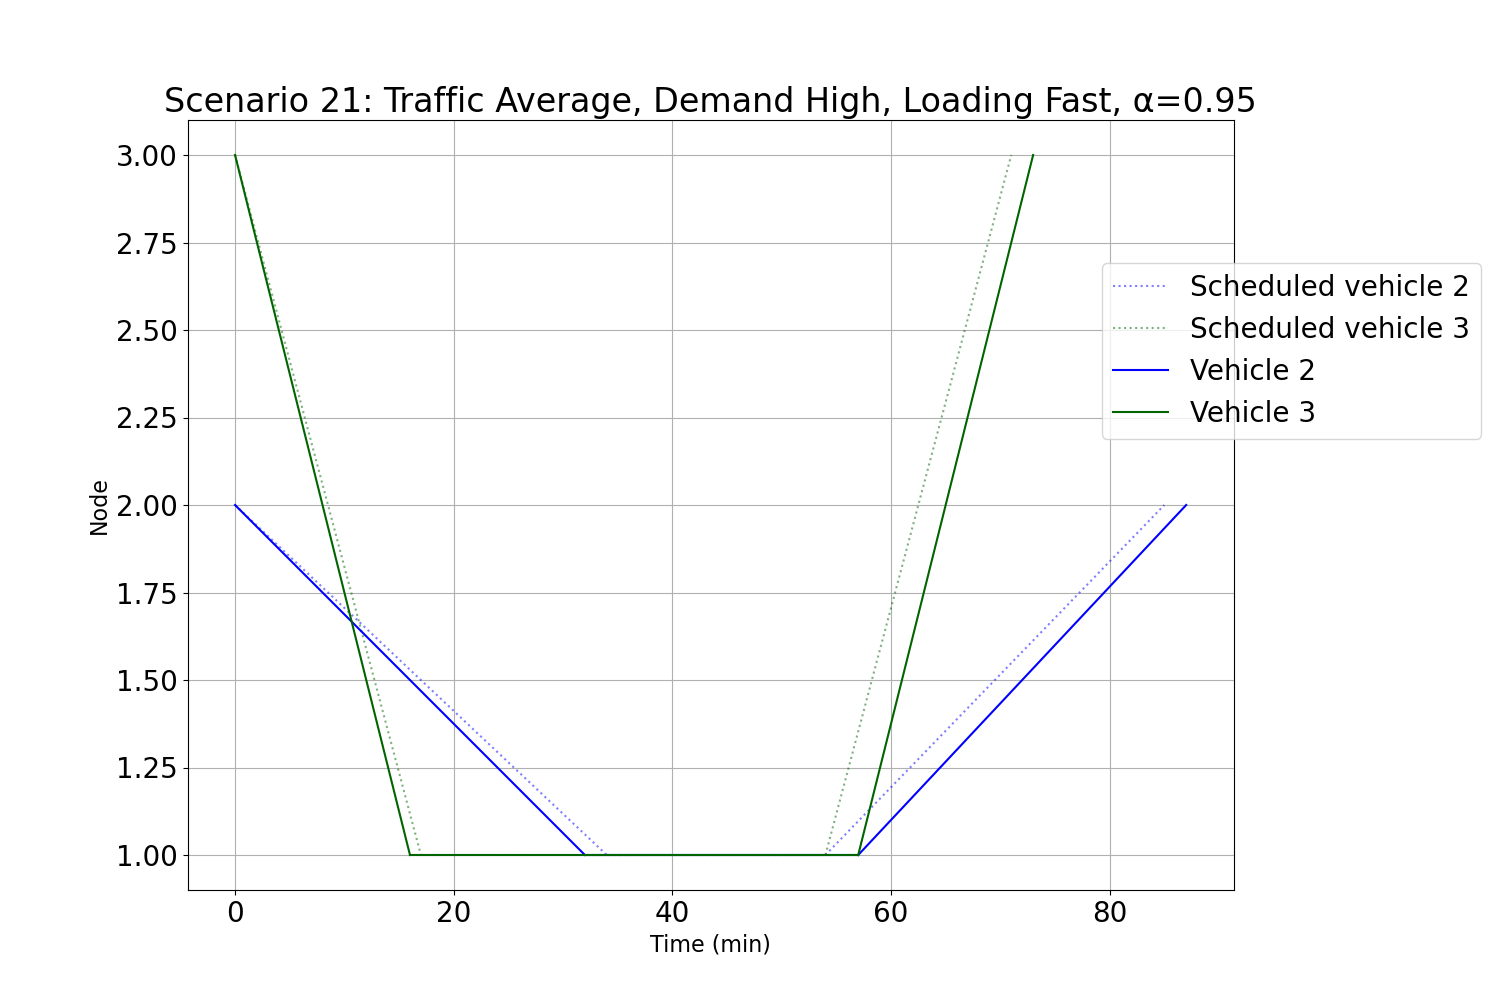 Scenario 21: Traffic Average, Demand High, Loading Fast, α=0.95
3.00
2.75
2.50
2.25
2.00
1.75
1.50
1.25
1.00
Node
0 20 40 60 80
Time (min)
Scheduled vehicle 2
Scheduled vehicle 3
Vehicle 2
Vehicle 3